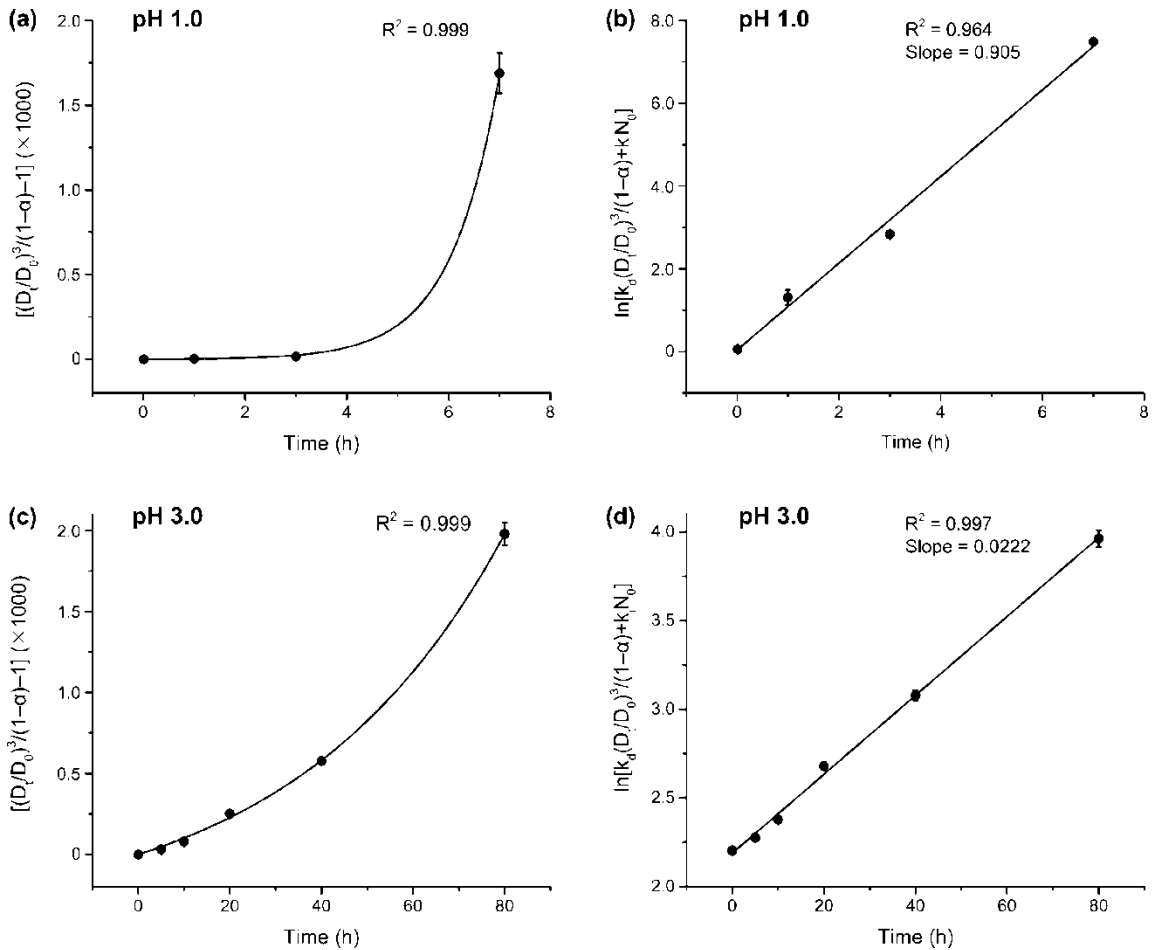 (a)
pH 1.0
R² = 0.999
[(Dₜ/D₀)³/(1−α)−1] (×1000)
2.0
1.5
1.0
0.5
0
0 2 4 6 8
Time (h)
(b)
pH 1.0
R² = 0.964
Slope = 0.905
ln[k_d(Dₜ/D₀)³/(1−α)+kᵢN₀]
8.0
6.0
4.0
2.0
0.0
0 2 4 6 8
Time (h)
(c)
pH 3.0
R² = 0.999
[(Dₜ/D₀)³/(1−α)−1] (×1000)
2.0
1.5
1.0
0.5
0
0 20 40 60 80
Time (h)
(d)
pH 3.0
R² = 0.997
Slope = 0.0222
ln[k_d(Dₜ/D₀)³/(1−α)+kᵢN₀]
4.0
3.5
3.0
2.5
2.0
0 20 40 60 80
Time (h)